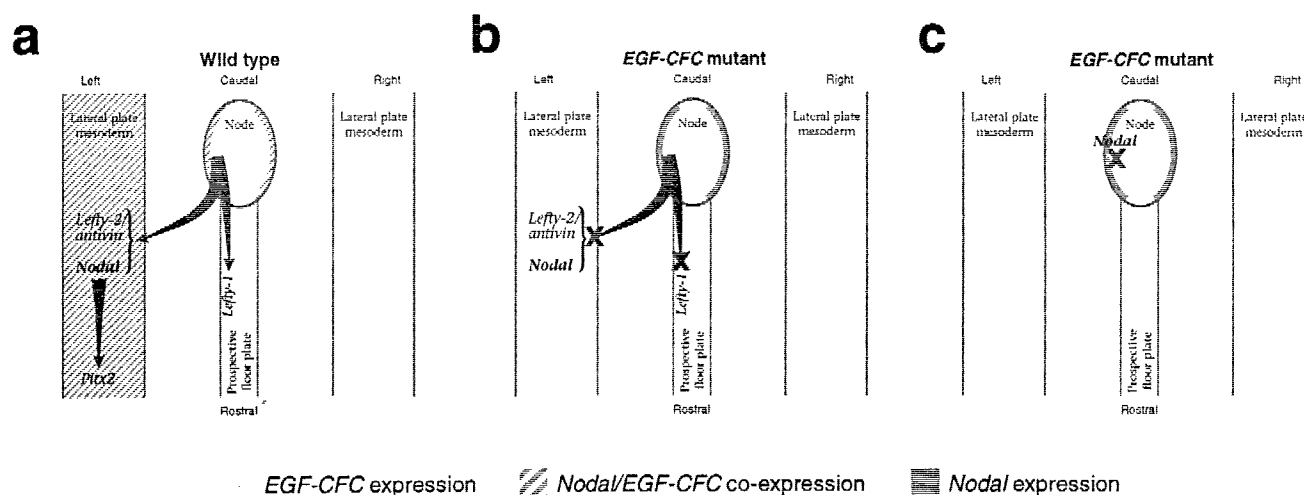 a
Wild type
Left
Caudal
Right
Lateral plate
mesoderm
Node
Lateral plate
mesoderm
Lefty-2/
antivin
Nodal
Lefty-1
Pitx2
Prospective
floor plate
Rostral
b
EGF-CFC mutant
Left
Caudal
Right
Lateral plate
mesoderm
Node
Lateral plate
mesoderm
Lefty-2/
antivin
Nodal
Lefty-1
Prospective
floor plate
Rostral
c
EGF-CFC mutant
Left
Caudal
Right
Lateral plate
mesoderm
Node
Nodal
Lateral plate
mesoderm
Prospective
floor plate
Rostral
EGF-CFC expression
Nodal/EGF-CFC co-expression
Nodal expression